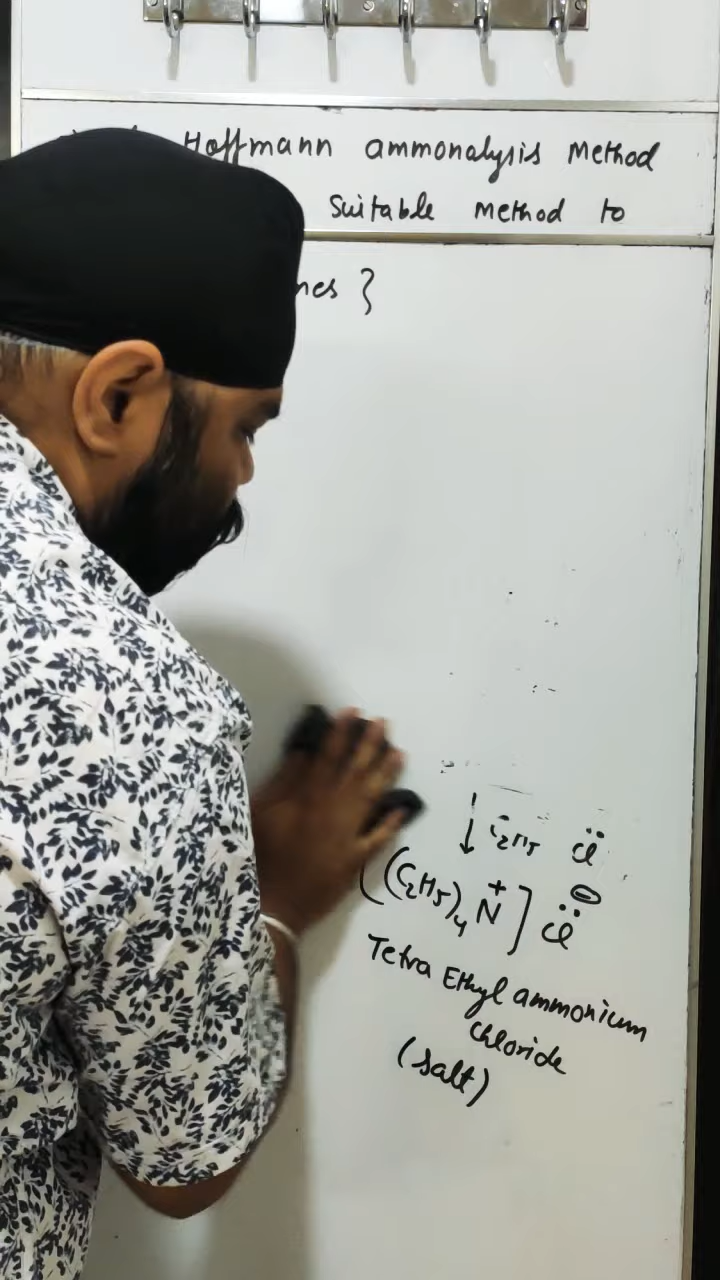 Hoffmann ammonalysis Method
Suitable Method to
nes }
↓ C2H5 Cl
[(C2H5)4 N+] Cl⊖
Tetra Ethyl ammonium
Chloride
(Salt)